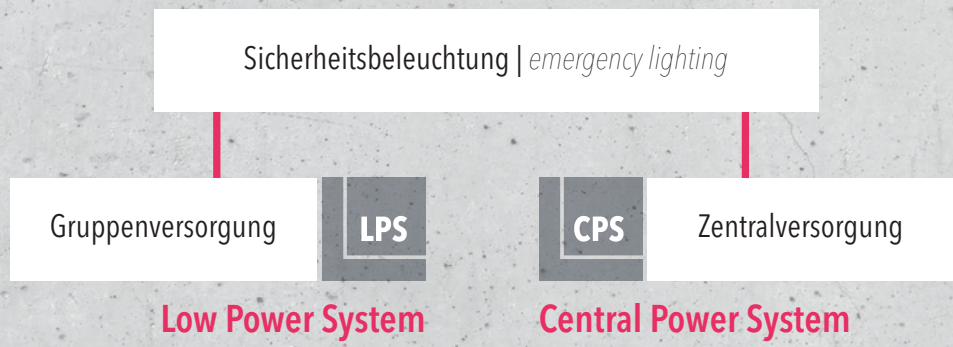 Sicherheitsbeleuchtung | emergency lighting
Gruppenversorgung
LPS
CPS
Zentralversorgung
Low Power System
Central Power System